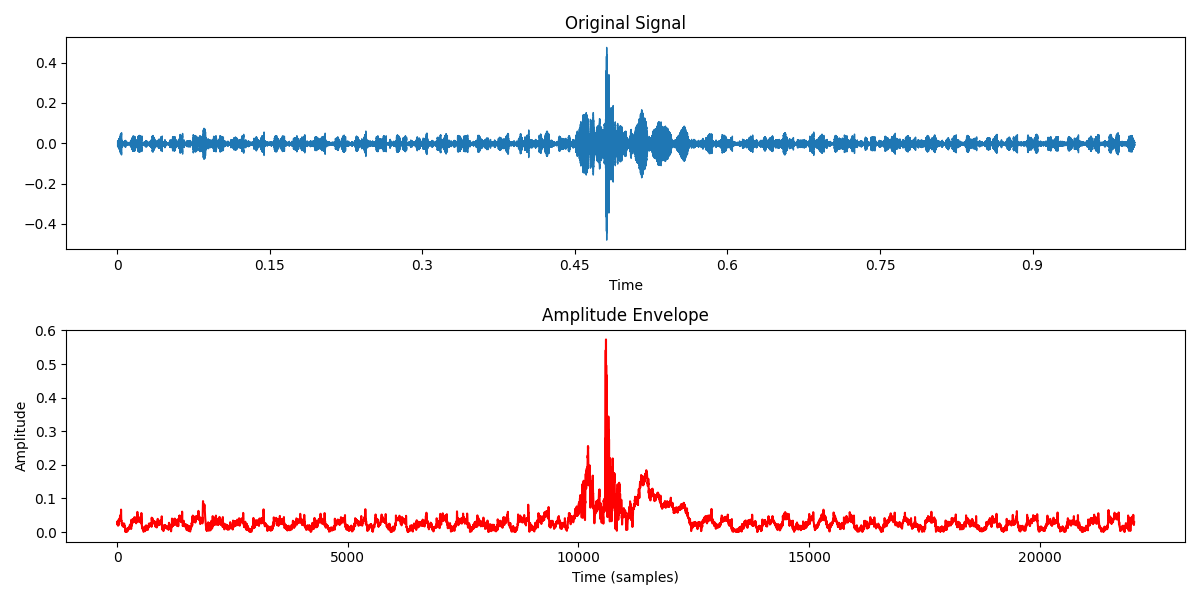 Original Signal
0.4
0.2
0.0
−0.2
−0.4
0 0.15 0.3 0.45 0.6 0.75 0.9
Time
Amplitude Envelope
0.6
0.5
0.4
0.3
0.2
0.1
0.0
Amplitude
0 5000 10000 15000 20000
Time (samples)